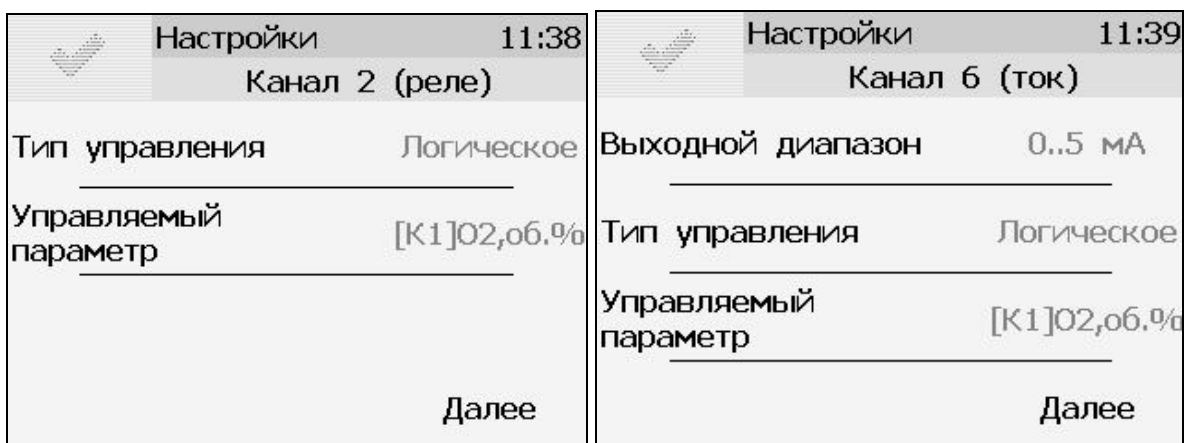 Настройки 11:38
Канал 2 (реле)
Тип управления Логическое
Управляемый
параметр [К1]О2,об.%
Далее
Настройки 11:39
Канал 6 (ток)
Выходной диапазон 0..5 мА
Тип управления Логическое
Управляемый
параметр [К1]О2,об.%
Далее